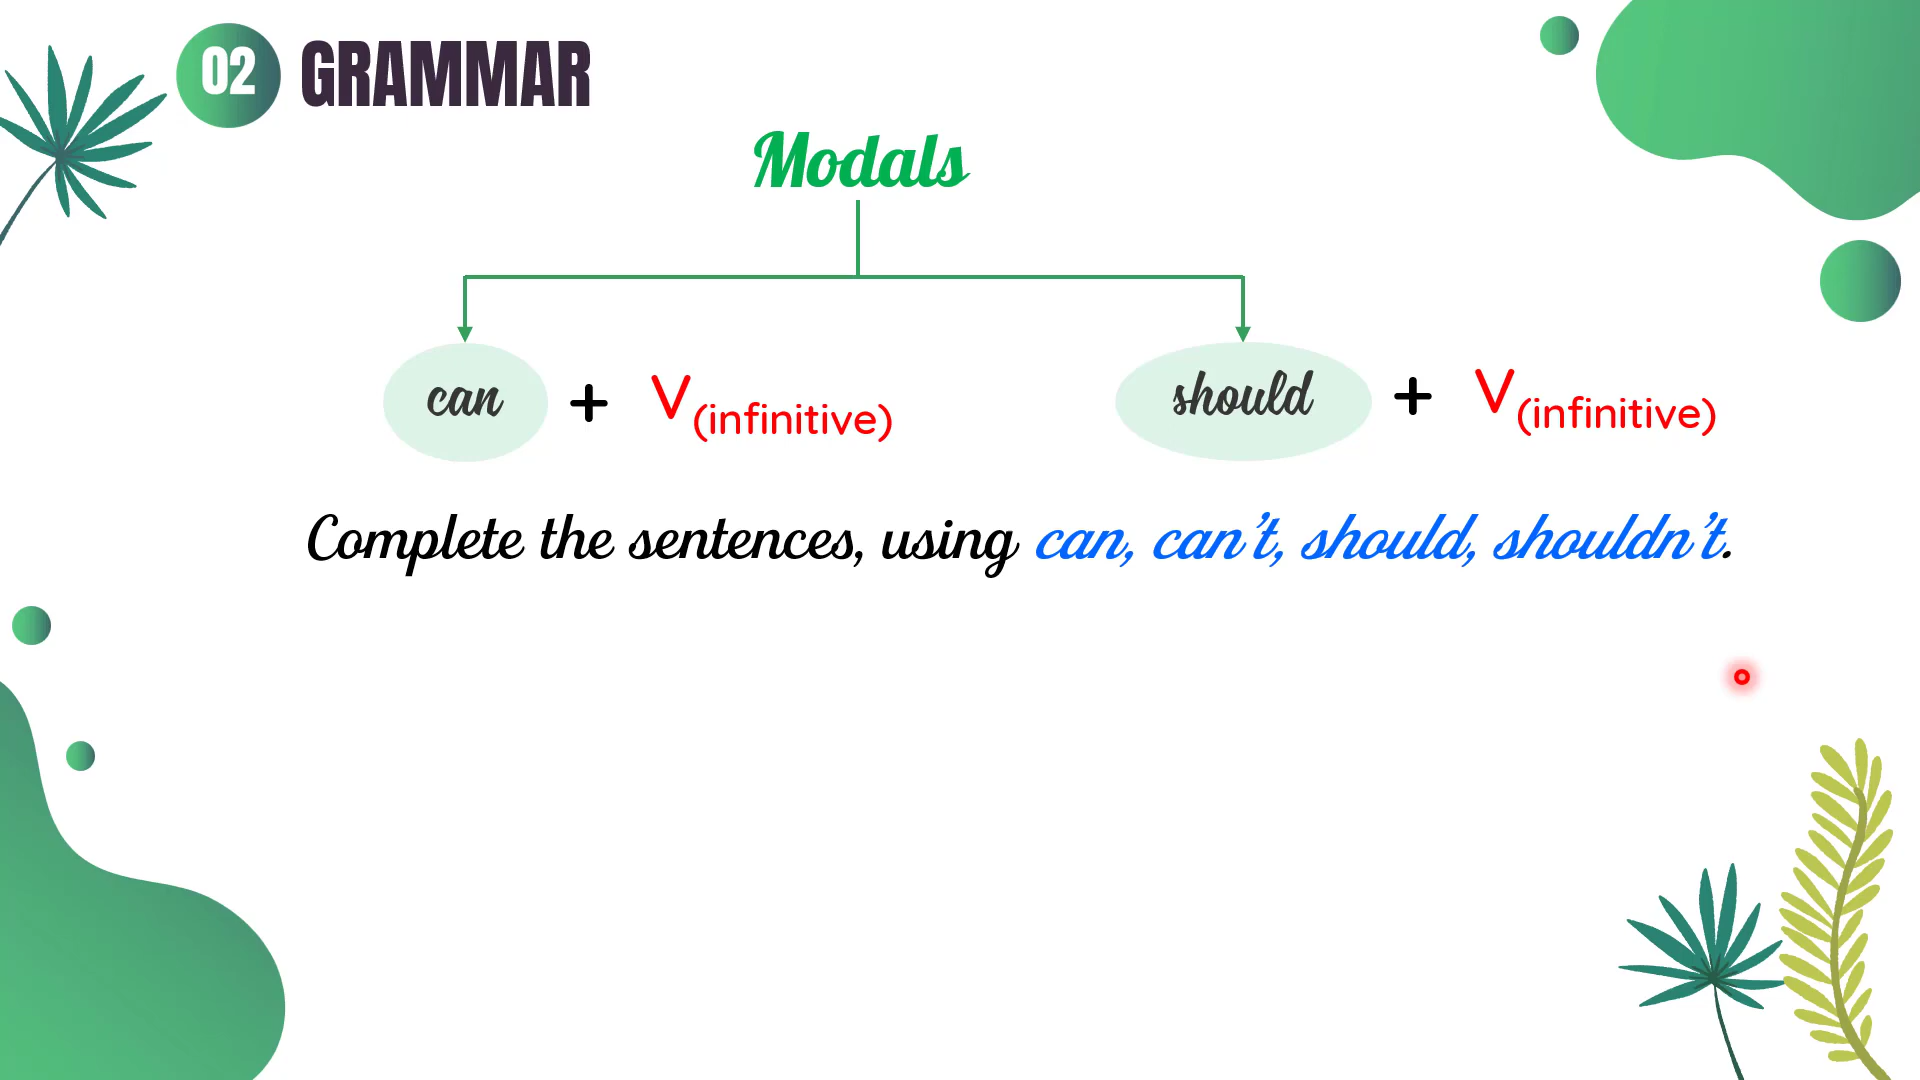 02 GRAMMAR
Modals
can + V(infinitive)
should + V(infinitive)
Complete the sentences, using can, can't, should, shouldn't.